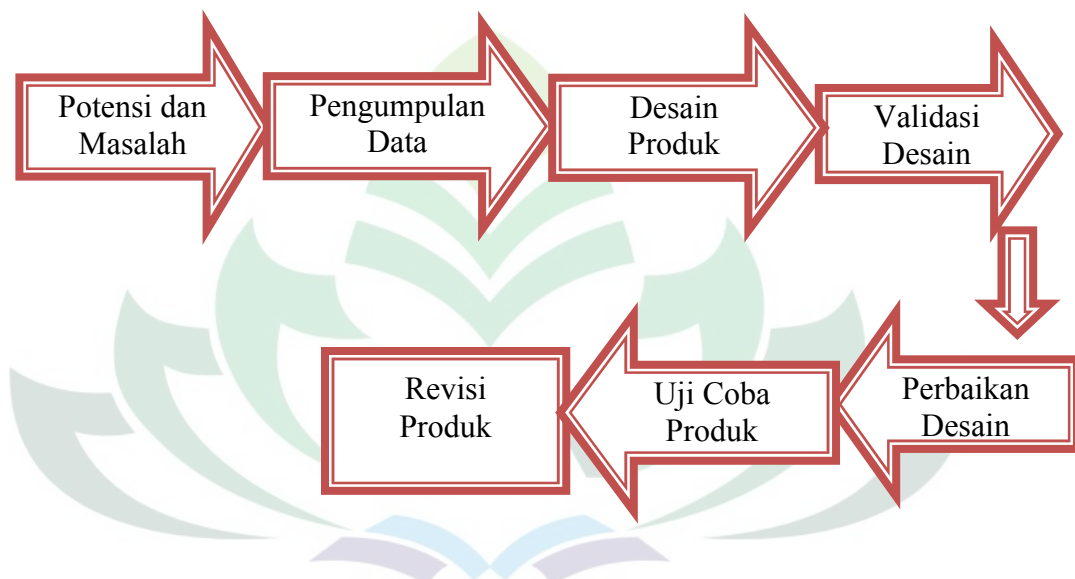 Potensi dan
Masalah
Pengumpulan
Data
Desain
Produk
Validasi
Desain
Perbaikan
Desain
Uji Coba
Produk
Revisi
Produk